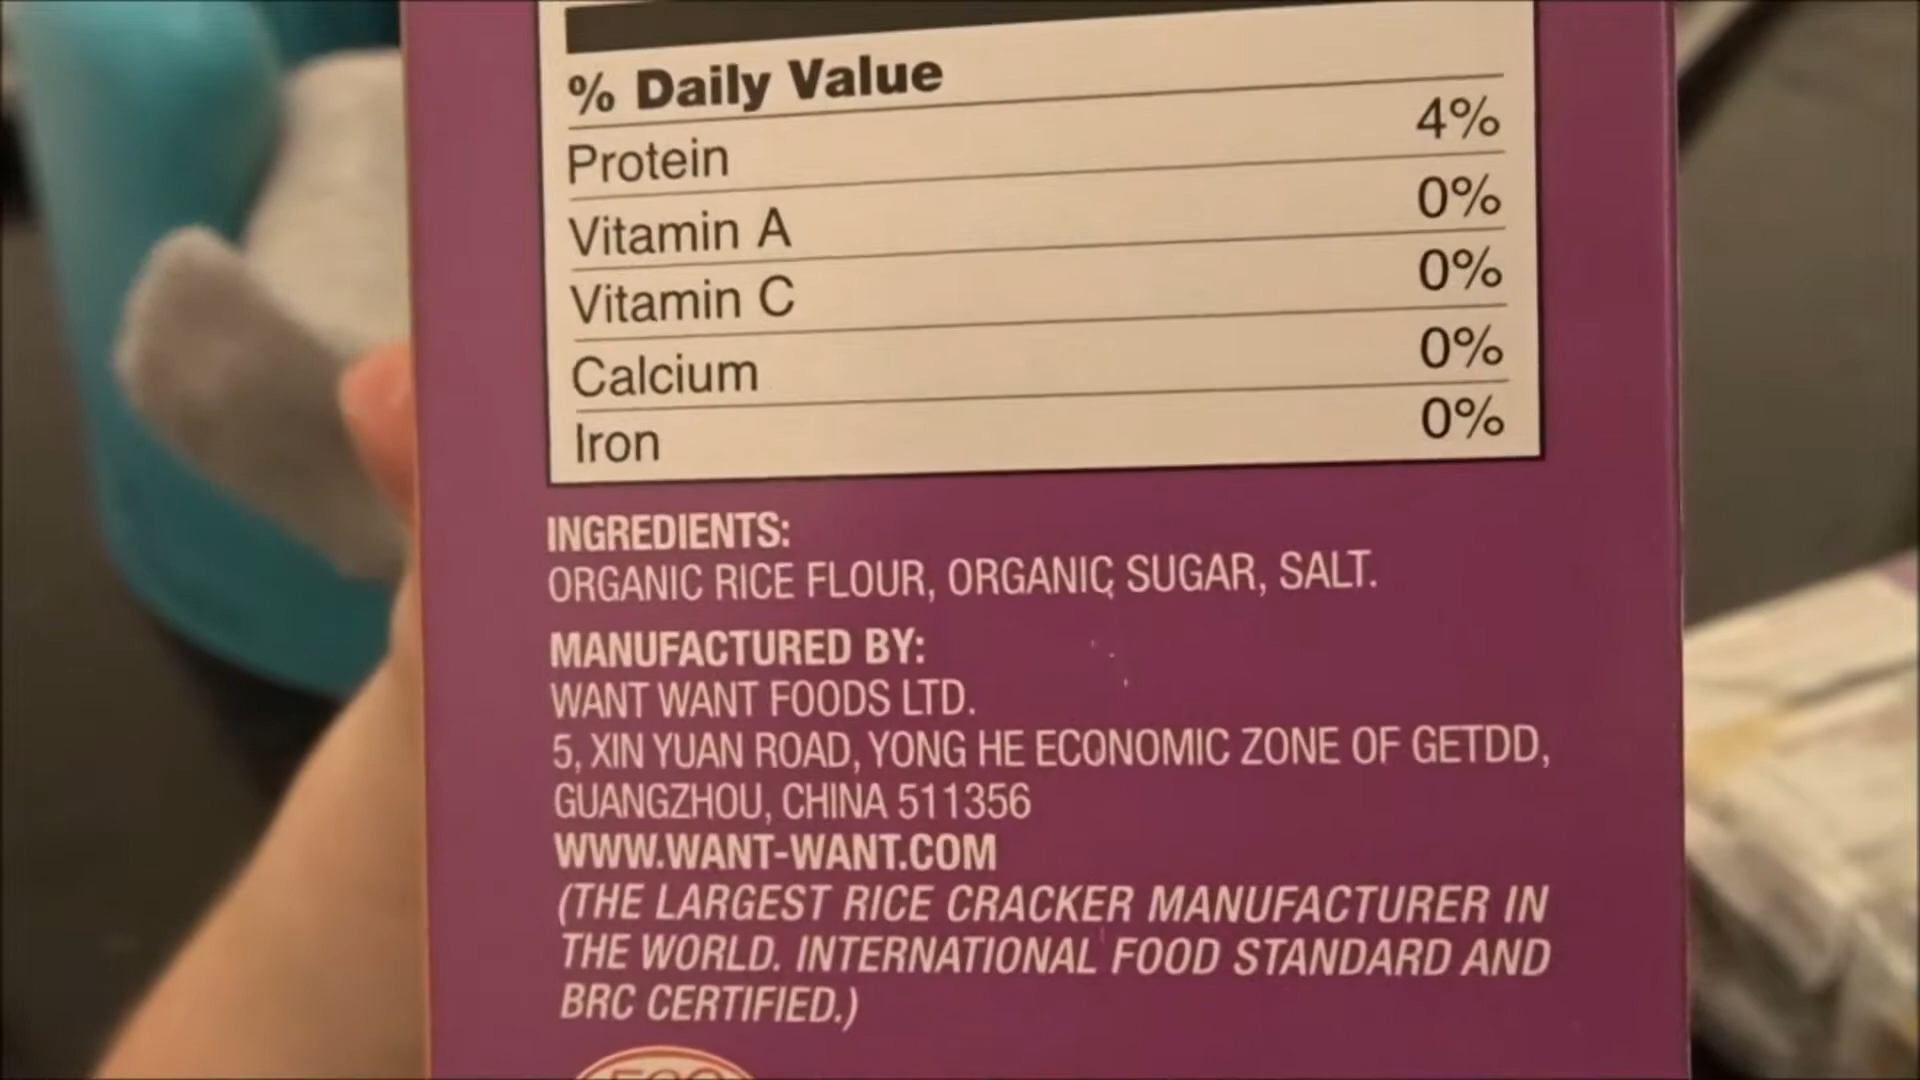 % Daily Value
Protein 4%
Vitamin A 0%
Vitamin C 0%
Calcium 0%
Iron 0%
INGREDIENTS:
ORGANIC RICE FLOUR, ORGANIC SUGAR, SALT.
MANUFACTURED BY:
WANT WANT FOODS LTD.
5, XIN YUAN ROAD, YONG HE ECONOMIC ZONE OF GETDD,
GUANGZHOU, CHINA 511356
WWW.WANT-WANT.COM
(THE LARGEST RICE CRACKER MANUFACTURER IN
THE WORLD. INTERNATIONAL FOOD STANDARD AND
BRC CERTIFIED.)